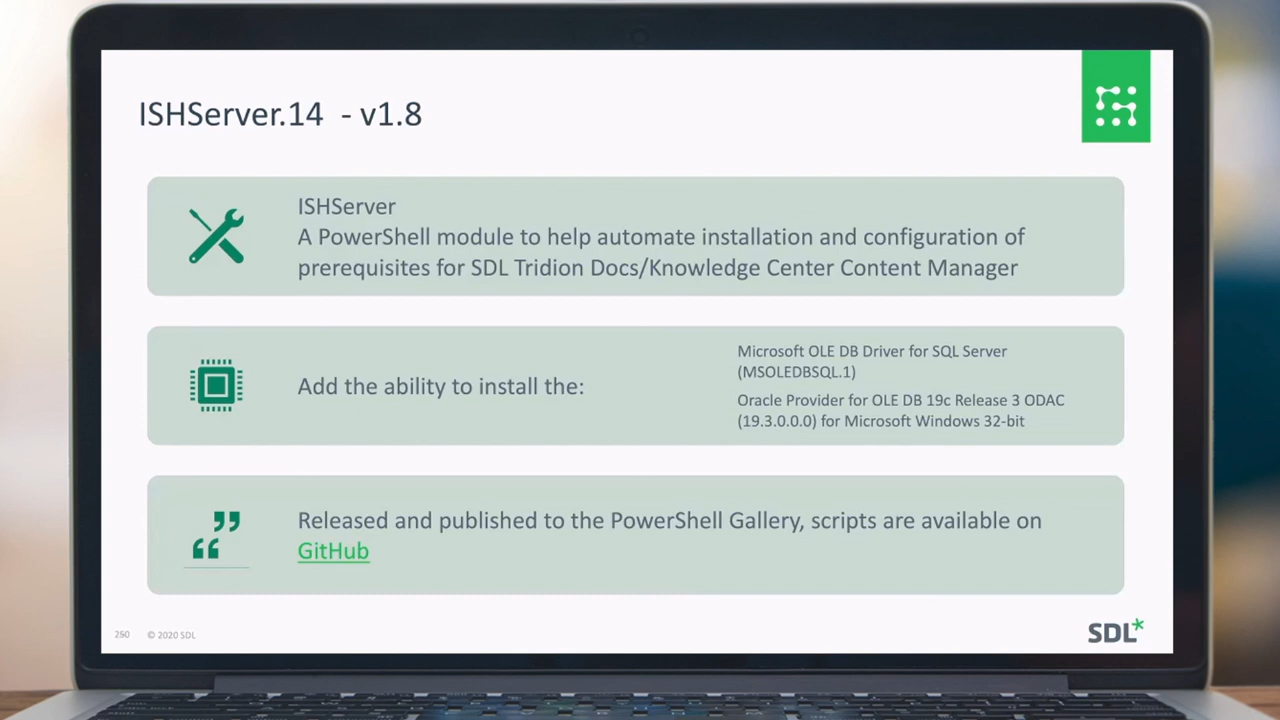 ISHServer.14 - v1.8
ISHServer
A PowerShell module to help automate installation and configuration of
prerequisites for SDL Tridion Docs/Knowledge Center Content Manager
Add the ability to install the:
Microsoft OLE DB Driver for SQL Server
(MSOLEDBSQL.1)
Oracle Provider for OLE DB 19c Release 3 ODAC
(19.3.0.0.0) for Microsoft Windows 32-bit
Released and published to the PowerShell Gallery, scripts are available on
GitHub
250 © 2020 SDL
SDL*